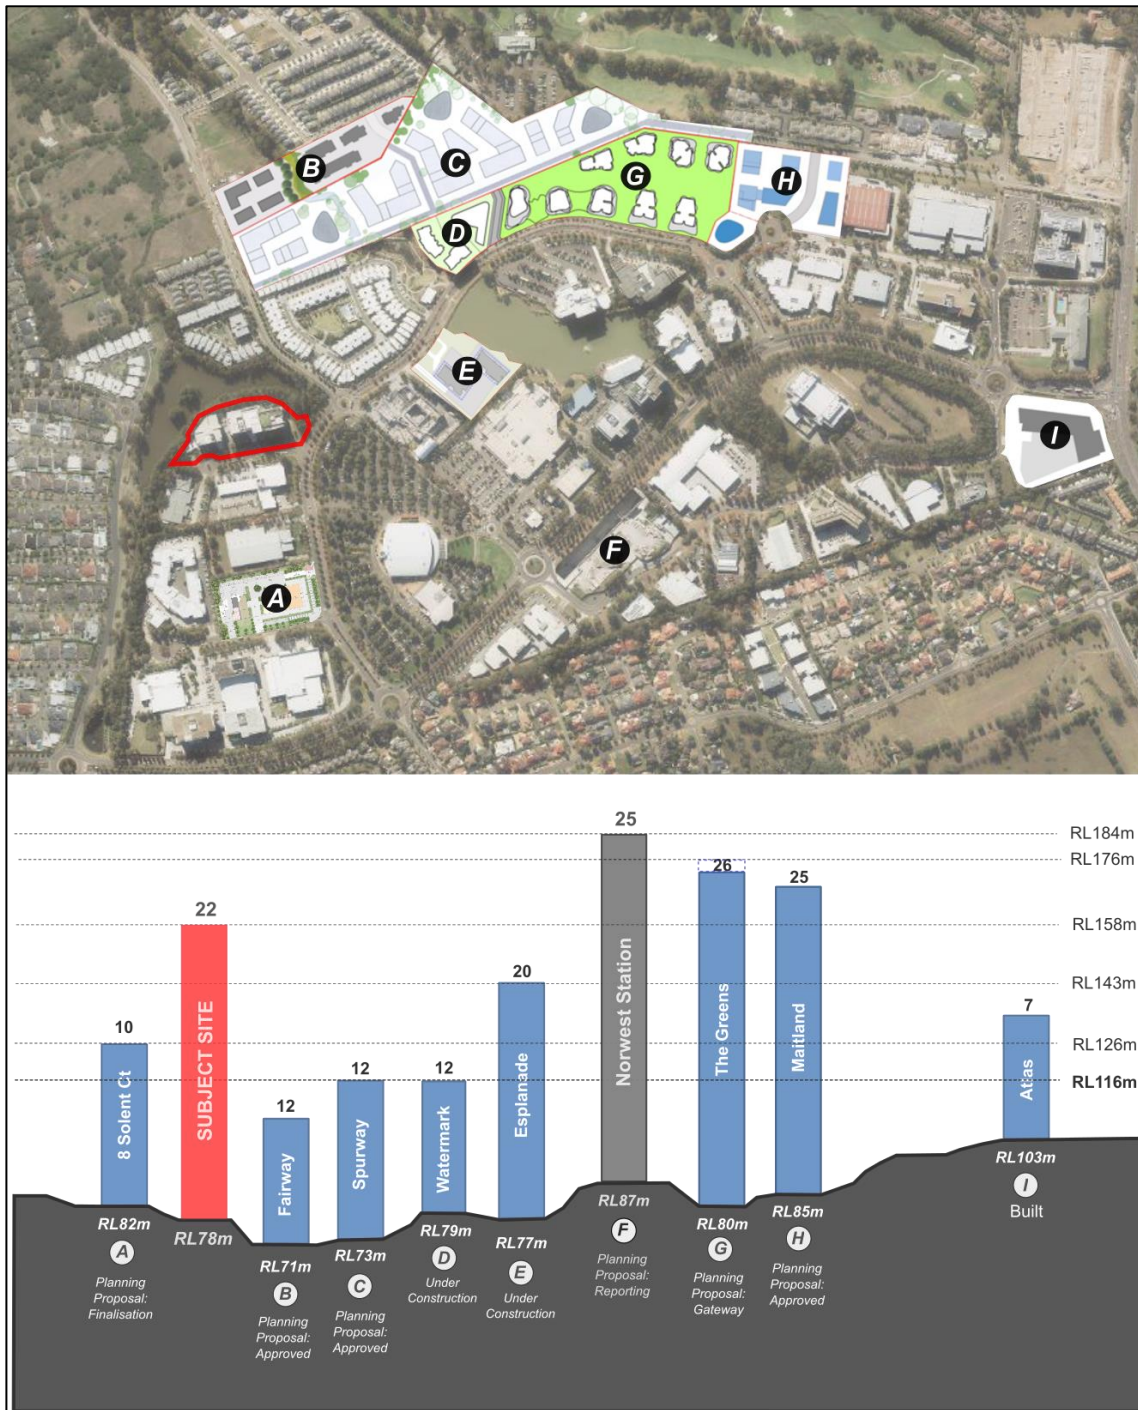 B
C
G
H
D
E
I
F
A
25
RL184m
26
RL176m
25
22
RL158m
20
RL143m
7
10
RL126m
12
12
RL116m
12
8 Solent Ct
SUBJECT SITE
Fairway
Spurway
Watermark
Esplanade
Norwest Station
The Greens
Maitland
Atlas
RL82m
A
Planning
Proposal:
Finalisation
RL78m
RL71m
B
Planning
Proposal:
Approved
RL73m
C
Planning
Proposal:
Approved
RL79m
D
Under
Construction
RL77m
E
Under
Construction
RL87m
F
Planning
Proposal:
Reporting
RL80m
G
Planning
Proposal:
Gateway
RL85m
H
Planning
Proposal:
Approved
RL103m
I
Built